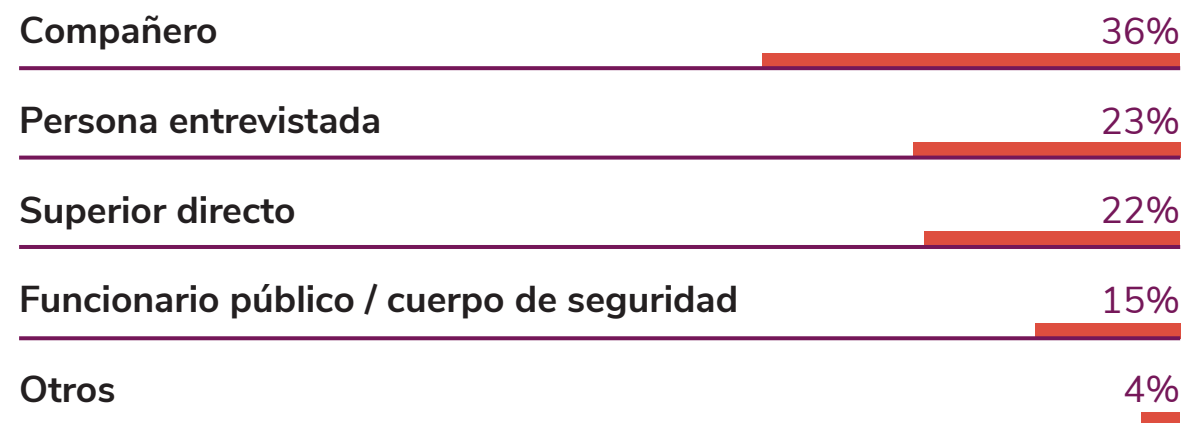 Compañero 36%
Persona entrevistada 23%
Superior directo 22%
Funcionario público / cuerpo de seguridad 15%
Otros 4%